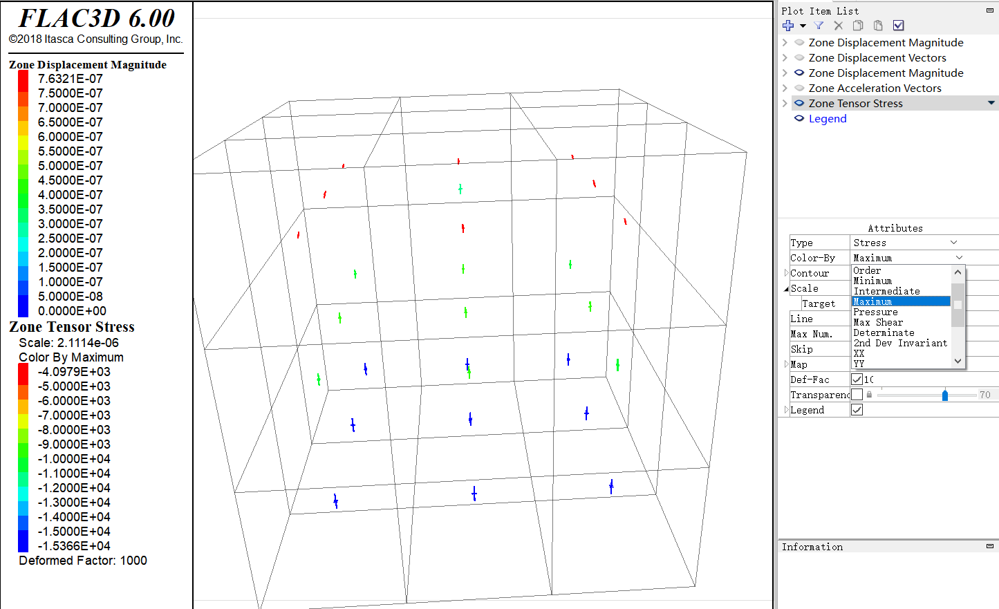 FLAC3D 6.00
©2018 Itasca Consulting Group, Inc.
Zone Displacement Magnitude
7.6321E-07
7.5000E-07
7.0000E-07
6.5000E-07
6.0000E-07
5.5000E-07
5.0000E-07
4.5000E-07
4.0000E-07
3.5000E-07
3.0000E-07
2.5000E-07
2.0000E-07
1.5000E-07
1.0000E-07
5.0000E-08
0.0000E+00
Zone Tensor Stress
Scale: 2.1114e-06
Color By Maximum
-4.0979E+03
-5.0000E+03
-6.0000E+03
-7.0000E+03
-8.0000E+03
-9.0000E+03
-1.0000E+04
-1.1000E+04
-1.2000E+04
-1.3000E+04
-1.4000E+04
-1.5000E+04
-1.5366E+04
Deformed Factor: 1000
Plot Item List
Zone Displacement Magnitude
Zone Displacement Vectors
Zone Displacement Magnitude
Zone Acceleration Vectors
Zone Tensor Stress
Legend
Attributes
Type Stress
Color-By Maximum
Contour
Scale
Target
Line
Max Num.
Skip
Map
Order
Minimum
Intermediate
Maximum
Pressure
Max Shear
Determinate
2nd Dev Invariant
XX
YY
Def-Fac 10
Transparenc 70
Legend
Information